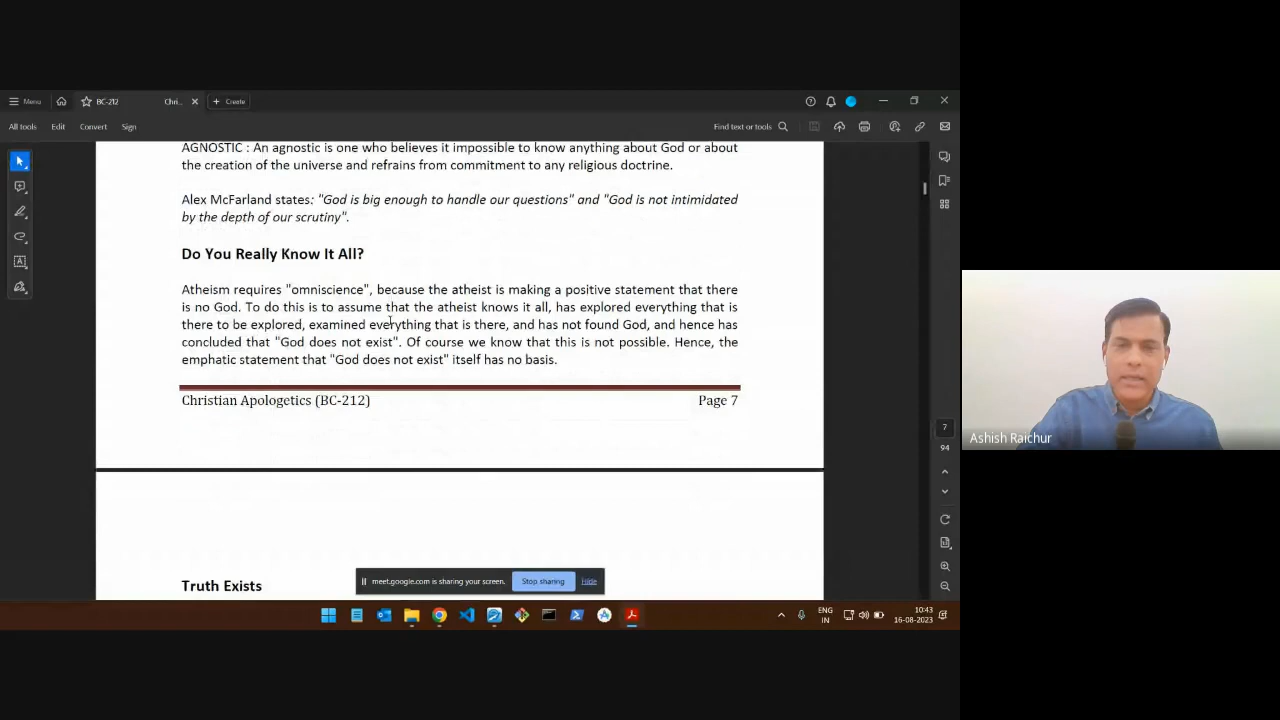 Menu
BC-212
Chri...
Create
All tools
Edit
Convert
Sign
Find text or tools
AGNOSTIC : An agnostic is one who believes it impossible to know anything about God or about
the creation of the universe and refrains from commitment to any religious doctrine.
Alex McFarland states: "God is big enough to handle our questions" and "God is not intimidated
by the depth of our scrutiny".
Do You Really Know It All?
Atheism requires "omniscience", because the atheist is making a positive statement that there
is no God. To do this is to assume that the atheist knows it all, has explored everything that is
there to be explored, examined everything that is there, and has not found God, and hence has
concluded that "God does not exist". Of course we know that this is not possible. Hence, the
emphatic statement that "God does not exist" itself has no basis.
Christian Apologetics (BC-212)
Page 7
7
94
Ashish Raichur
Truth Exists
meet.google.com is sharing your screen.
Stop sharing
Hide
ENG
IN
10:43
16-08-2023